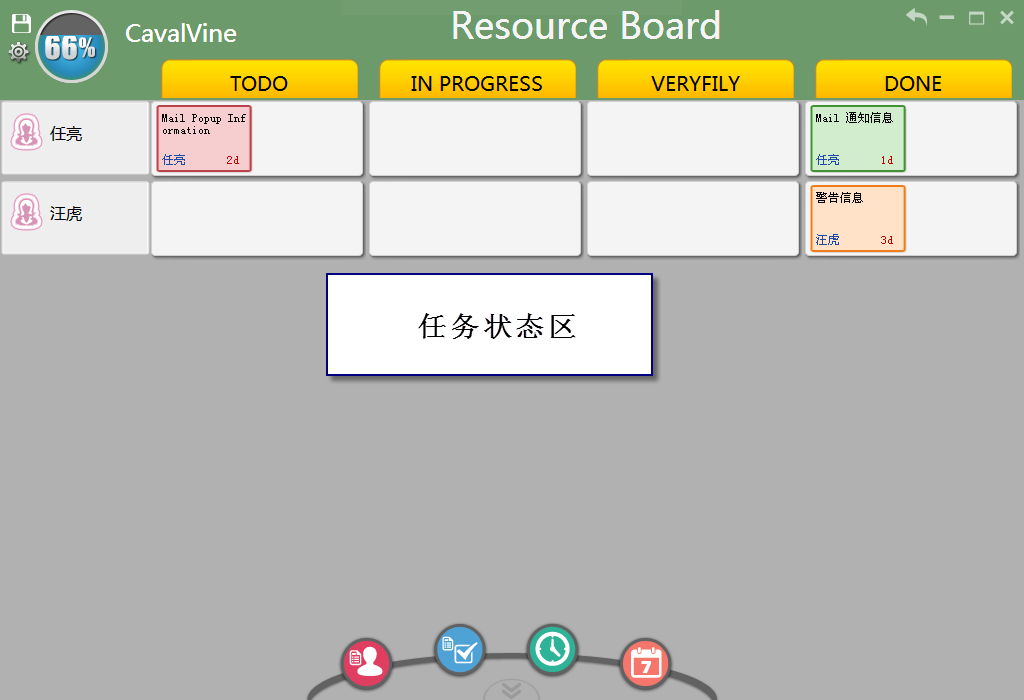 Resource Board
66%
CavalVine
TODO
IN PROGRESS
VERYFILY
DONE
任亮
Mail Popup Inf
ormation
任亮 2d
Mail 通知信息
任亮 1d
汪虎
警告信息
汪虎 3d
任务状态区
7